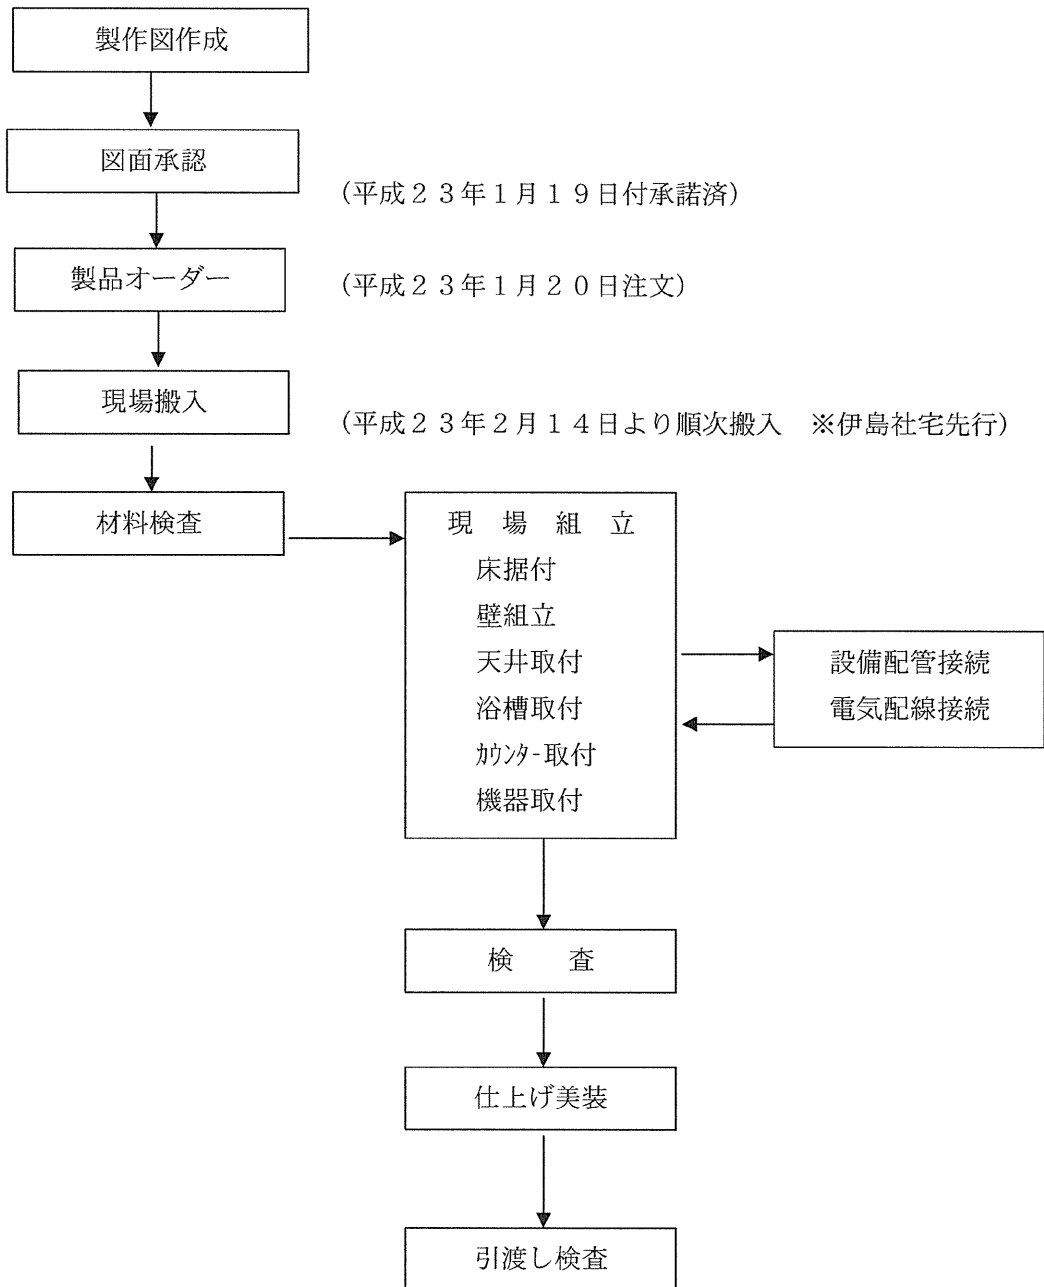 製作図作成
図面承認
（平成２３年１月１９日付承諾済）
製品オーダー
（平成２３年１月２０日注文）
現場搬入
（平成２３年２月１４日より順次搬入　※伊島社宅先行）
材料検査
現　場　組　立
床据付
壁組立
天井取付
浴槽取付
ｶｳﾝﾀｰ取付
機器取付
設備配管接続
電気配線接続
検　　査
仕上げ美装
引渡し検査